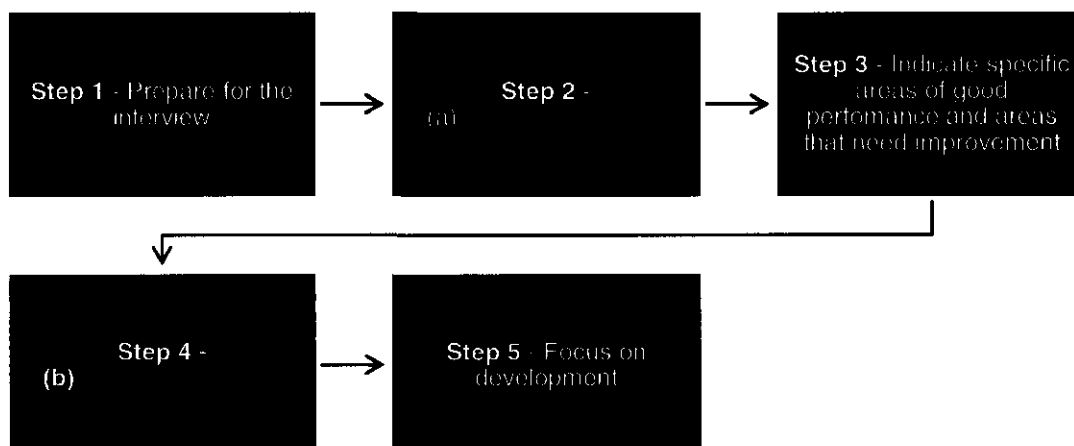 Step 1 - Prepare for the
interview
Step 2 -
(a)
Step 3 - Indicate specific
areas of good
perfomance and areas
that need improvement
Step 4 -
(b)
Step 5 - Focus on
development